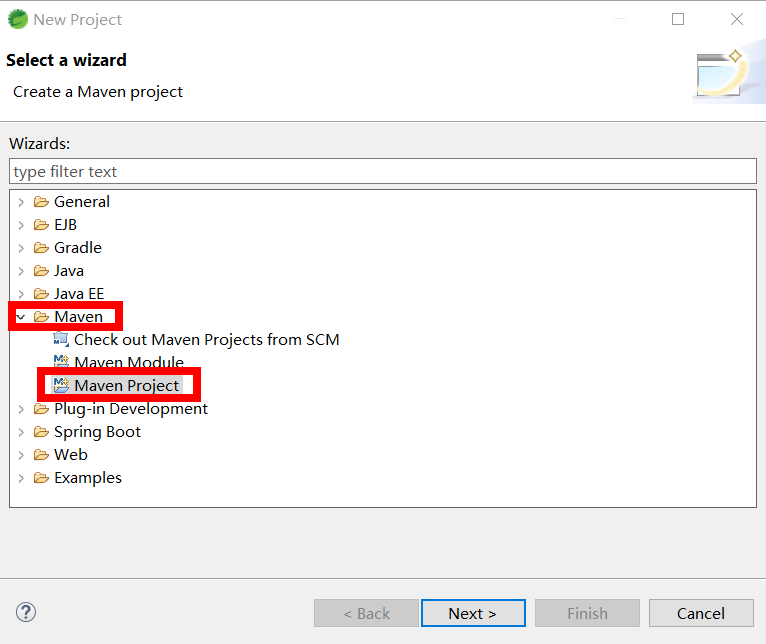 New Project
Select a wizard
Create a Maven project
Wizards:
type filter text
General
EJB
Gradle
Java
Java EE
Maven
Check out Maven Projects from SCM
Maven Module
Maven Project
Plug-in Development
Spring Boot
Web
Examples
? < Back Next > Finish Cancel